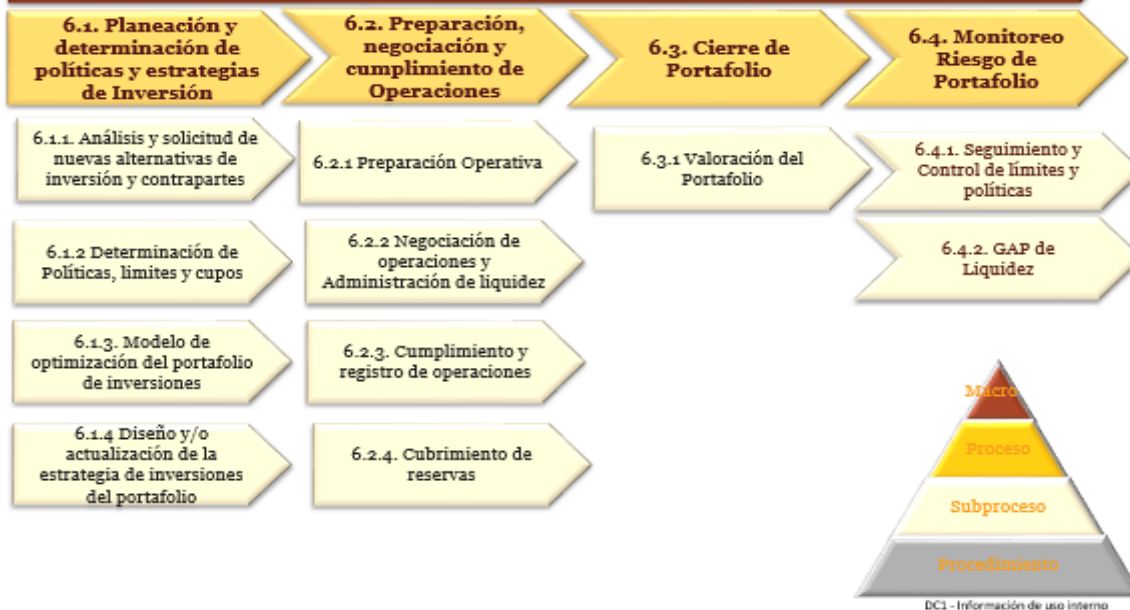 6.1. Planeación y
determinación de
políticas y estrategias
de Inversión
6.2. Preparación,
negociación y
cumplimiento de
Operaciones
6.3. Cierre de
Portafolio
6.4. Monitoreo
Riesgo de
Portafolio
6.1.1. Análisis y solicitud de
nuevas alternativas de
inversión y contrapartes
6.2.1 Preparación Operativa
6.3.1 Valoración del
Portafolio
6.4.1. Seguimiento y
Control de límites y
políticas
6.1.2 Determinación de
Políticas, limites y cupos
6.2.2 Negociación de
operaciones y
Administración de liquidez
6.4.2. GAP de
Liquidez
6.1.3. Modelo de
optimización del portafolio
de inversiones
6.2.3. Cumplimiento y
registro de operaciones
6.1.4 Diseño y/o
actualización de la
estrategia de inversiones
del portafolio
6.2.4. Cubrimiento de
reservas
Macro
Proceso
Subproceso
Procedimiento
DC1 - Información de uso interno